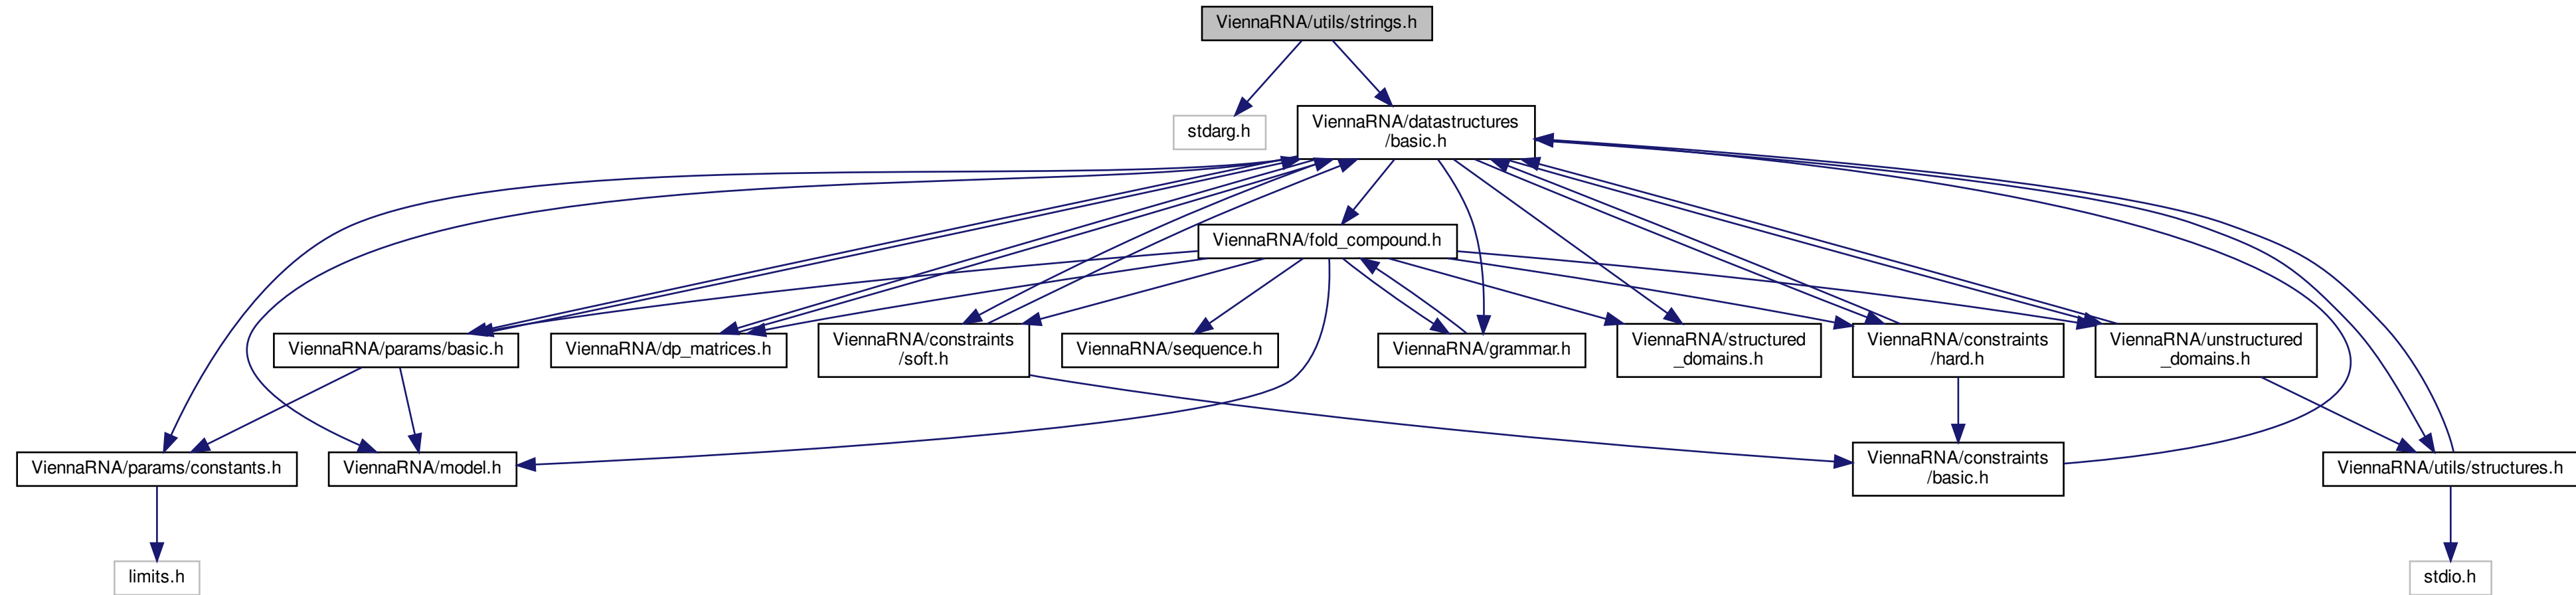 ViennaRNA/utils/strings.h
stdarg.h
ViennaRNA/datastructures
/basic.h
ViennaRNA/fold_compound.h
ViennaRNA/params/basic.h
ViennaRNA/dp_matrices.h
ViennaRNA/constraints
/soft.h
ViennaRNA/sequence.h
ViennaRNA/grammar.h
ViennaRNA/structured
_domains.h
ViennaRNA/constraints
/hard.h
ViennaRNA/unstructured
_domains.h
ViennaRNA/params/constants.h
ViennaRNA/model.h
ViennaRNA/constraints
/basic.h
ViennaRNA/utils/structures.h
limits.h
stdio.h